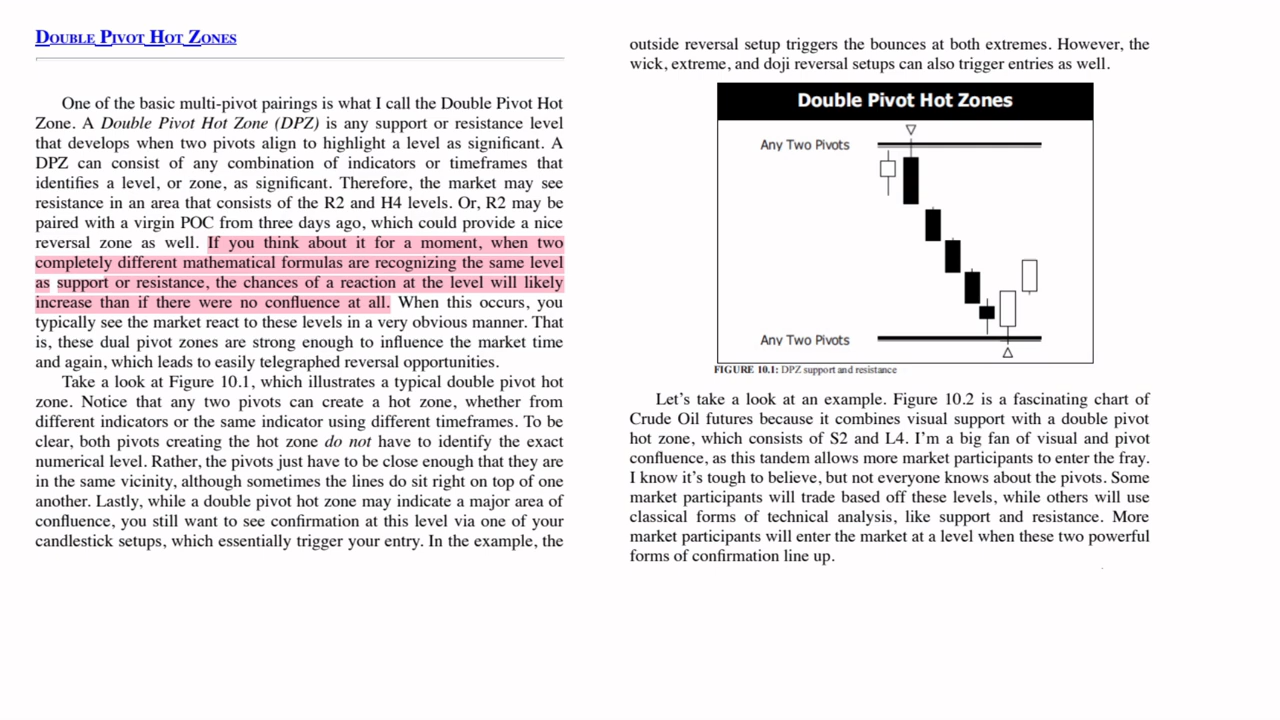 DOUBLE PIVOT HOT ZONES
One of the basic multi-pivot pairings is what I call the Double Pivot Hot
Zone. A Double Pivot Hot Zone (DPZ) is any support or resistance level
that develops when two pivots align to highlight a level as significant. A
DPZ can consist of any combination of indicators or timeframes that
identifies a level, or zone, as significant. Therefore, the market may see
resistance in an area that consists of the R2 and H4 levels. Or, R2 may be
paired with a virgin POC from three days ago, which could provide a nice
reversal zone as well. If you think about it for a moment, when two
completely different mathematical formulas are recognizing the same level
as support or resistance, the chances of a reaction at the level will likely
increase than if there were no confluence at all. When this occurs, you
typically see the market react to these levels in a very obvious manner. That
is, these dual pivot zones are strong enough to influence the market time
and again, which leads to easily telegraphed reversal opportunities.
Take a look at Figure 10.1, which illustrates a typical double pivot hot
zone. Notice that any two pivots can create a hot zone, whether from
different indicators or the same indicator using different timeframes. To be
clear, both pivots creating the hot zone do not have to identify the exact
numerical level. Rather, the pivots just have to be close enough that they are
in the same vicinity, although sometimes the lines do sit right on top of one
another. Lastly, while a double pivot hot zone may indicate a major area of
confluence, you still want to see confirmation at this level via one of your
candlestick setups, which essentially trigger your entry. In the example, the
outside reversal setup triggers the bounces at both extremes. However, the
wick, extreme, and doji reversal setups can also trigger entries as well.
Double Pivot Hot Zones
Any Two Pivots
Any Two Pivots
FIGURE 10.1: DPZ support and resistance
Let's take a look at an example. Figure 10.2 is a fascinating chart of
Crude Oil futures because it combines visual support with a double pivot
hot zone, which consists of S2 and L4. I'm a big fan of visual and pivot
confluence, as this tandem allows more market participants to enter the fray.
I know it's tough to believe, but not everyone knows about the pivots. Some
market participants will trade based off these levels, while others will use
classical forms of technical analysis, like support and resistance. More
market participants will enter the market at a level when these two powerful
forms of confirmation line up.